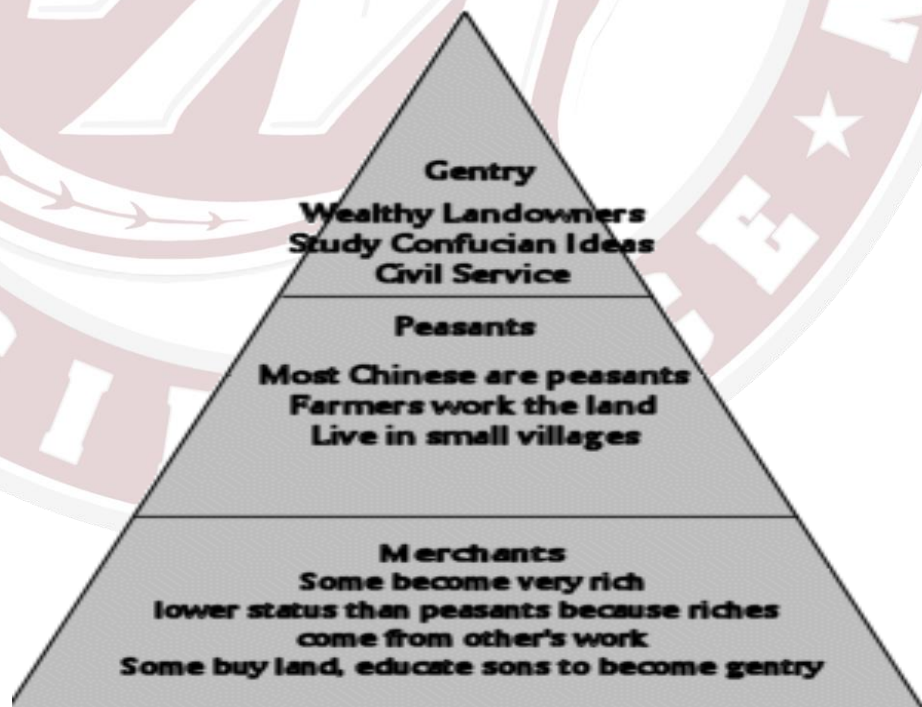 Gentry
Wealthy Landowners
Study Confucian Ideas
Civil Service
Peasants
Most Chinese are peasants
Farmers work the land
Live in small villages
Merchants
Some become very rich
lower status than peasants because riches
come from other's work
Some buy land, educate sons to become gentry